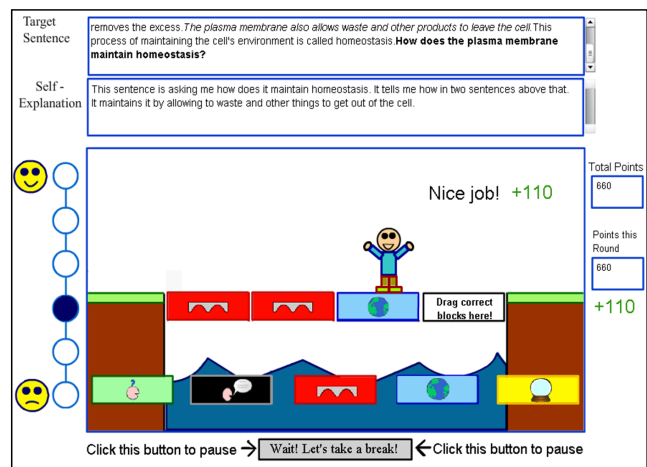 Target
Sentence
removes the excess.The plasma membrane also allows waste and other products to leave the cell.This
process of maintaining the cell's environment is called homeostasis.How does the plasma membrane
maintain homeostasis?
Self -
Explanation
This sentence is asking me how does it maintain homeostasis. It tells me how in two sentences above that.
It maintains it by allowing to waste and other things to get out of the cell.
Total Points
660
Nice job! +110
Points this
Round
660
+110
Drag correct
blocks here!
Click this button to pause
Wait! Let's take a break!
Click this button to pause